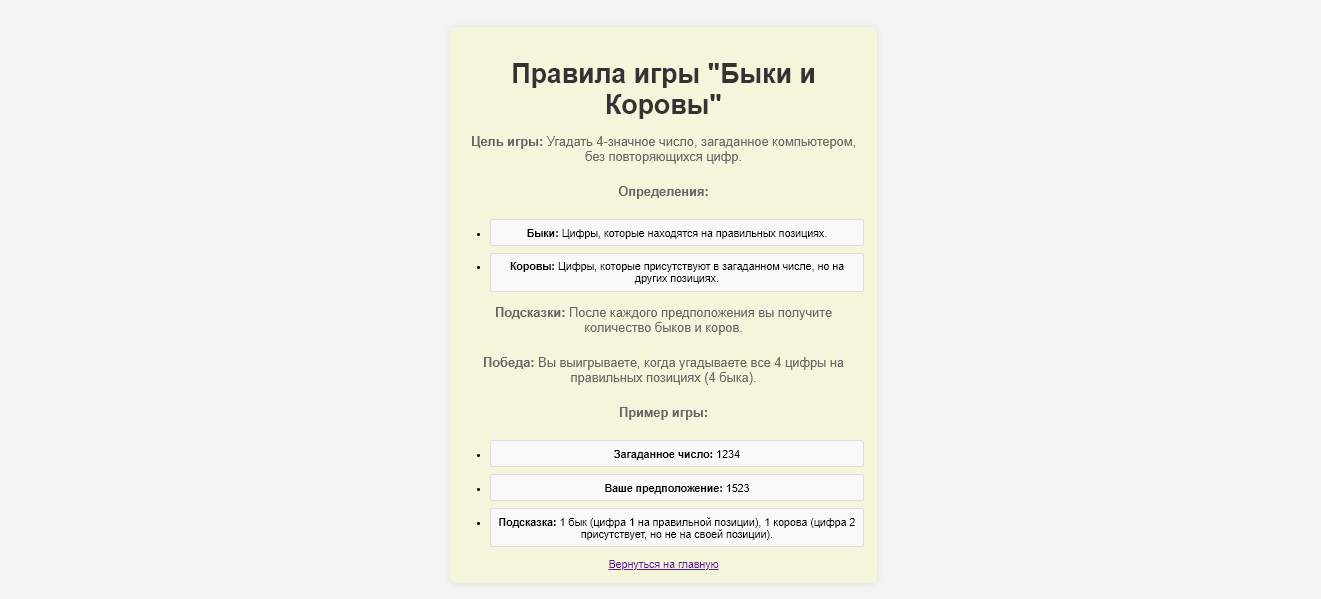 Правила игры "Быки и
Коровы"
Цель игры: Угадать 4-значное число, загаданное компьютером,
без повторяющихся цифр.
Определения:
Быки: Цифры, которые находятся на правильных позициях.
Коровы: Цифры, которые присутствуют в загаданном числе, но на
других позициях.
Подсказки: После каждого предположения вы получите
количество быков и коров.
Победа: Вы выигрываете, когда угадываете все 4 цифры на
правильных позициях (4 быка).
Пример игры:
Загаданное число: 1234
Ваше предположение: 1523
Подсказка: 1 бык (цифра 1 на правильной позиции), 1 корова (цифра 2
присутствует, но не на своей позиции).
Вернуться на главную